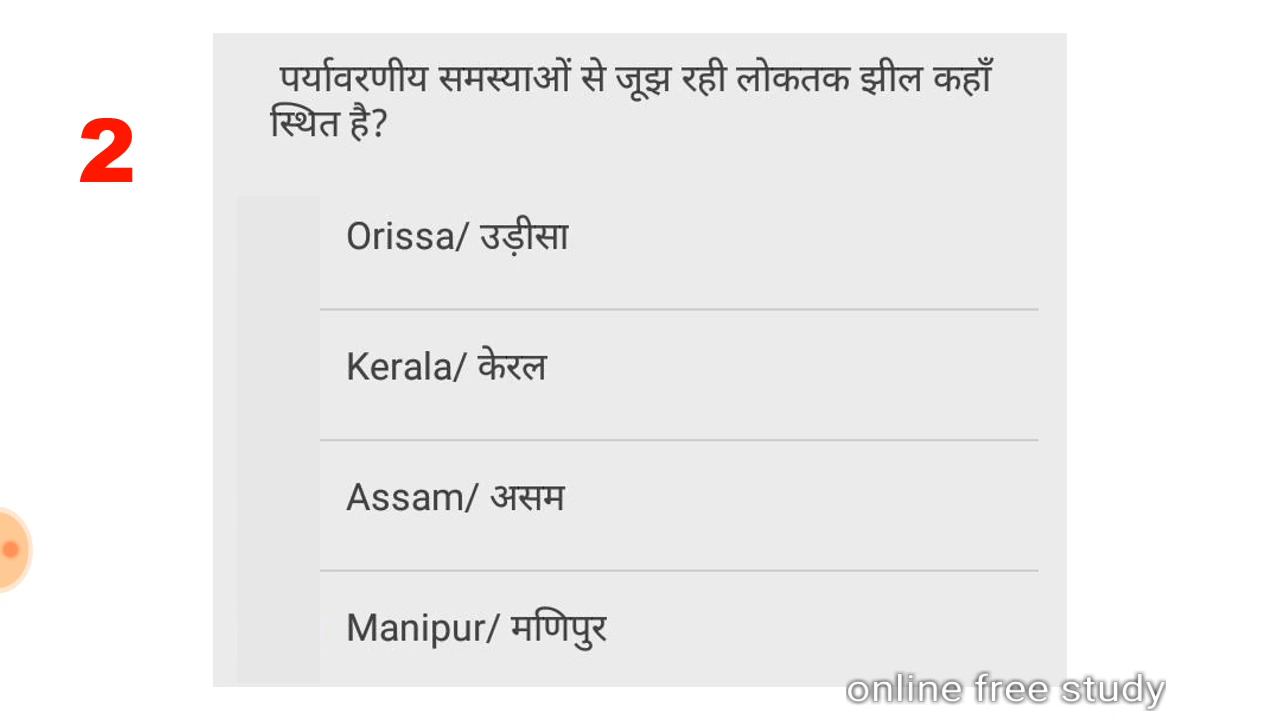 पर्यावरणीय समस्याओं से जूझ रही लोकतक झील कहाँ
स्थित है?
2
Orissa/ उड़ीसा
Kerala/ केरल
Assam/ असम
Manipur/ मणिपुर
online free study